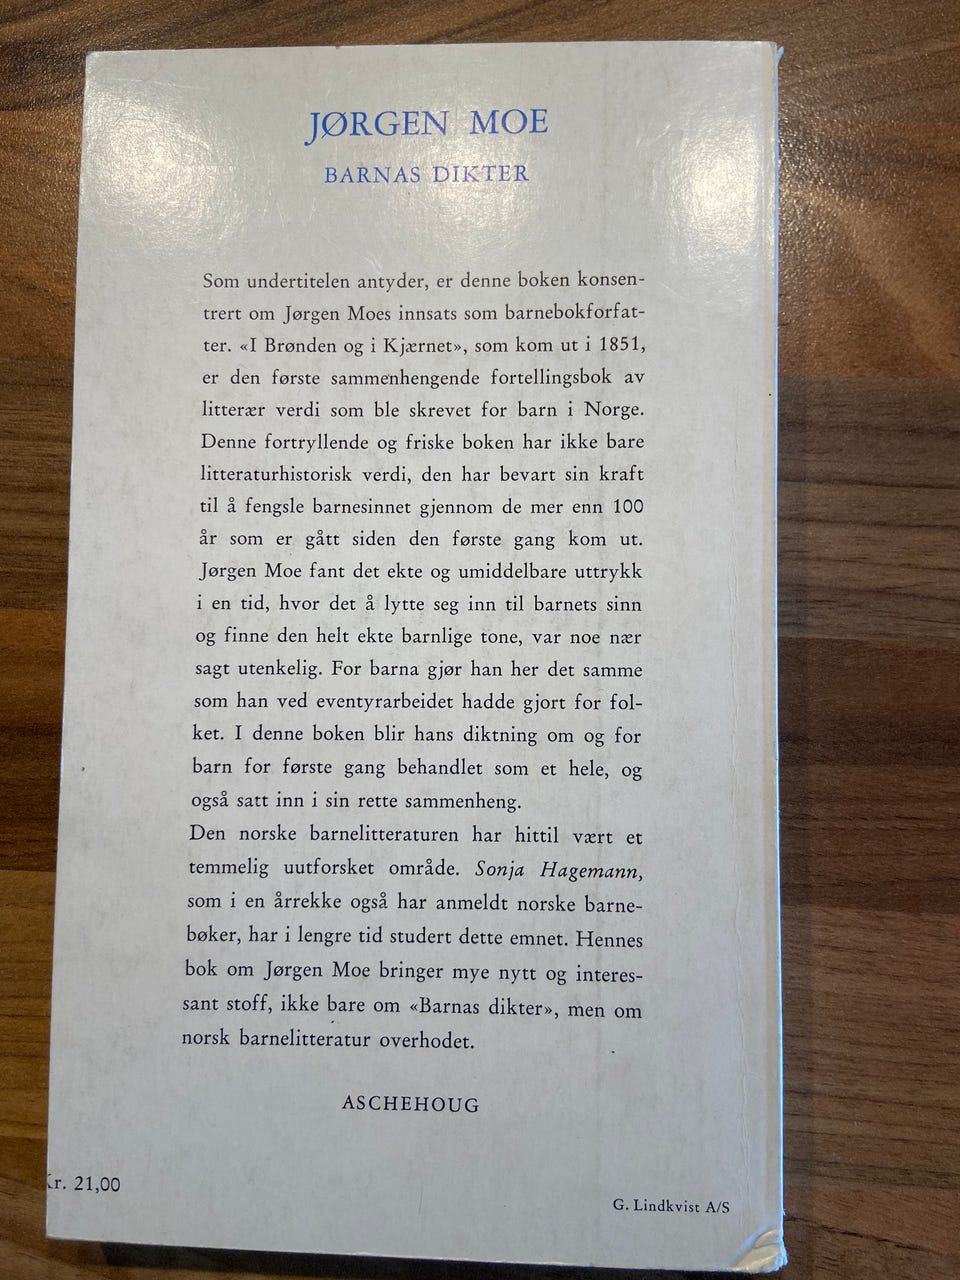 JØRGEN MOE
BARNAS DIKTER
Som undertitelen antyder, er denne boken konsen-
trert om Jørgen Moes innsats som barnebokforfat-
ter. «I Brønden og i Kjærnet», som kom ut i 1851,
er den første sammenhengende fortellingsbok av
litterær verdi som ble skrevet for barn i Norge.
Denne fortryllende og friske boken har ikke bare
litteraturhistorisk verdi, den har bevart sin kraft
til å fengsle barnesinnet gjennom de mer enn 100
år som er gått siden den første gang kom ut.
Jørgen Moe fant det ekte og umiddelbare uttrykk
i en tid, hvor det å lytte seg inn til barnets sinn
og finne den helt ekte barnlige tone, var noe nær
sagt utenkelig. For barna gjør han her det samme
som han ved eventyrarbeidet hadde gjort for fol-
ket. I denne boken blir hans diktning om og for
barn for første gang behandlet som et hele, og
også satt inn i sin rette sammenheng.
Den norske barnelitteraturen har hittil vært et
temmelig uutforsket område. Sonja Hagemann,
som i en årrekke også har anmeldt norske barne-
bøker, har i lengre tid studert dette emnet. Hennes
bok om Jørgen Moe bringer mye nytt og interes-
sant stoff, ikke bare om «Barnas dikter», men om
norsk barnelitteratur overhodet.
ASCHEHOUG
Kr. 21,00
G. Lindkvist A/S